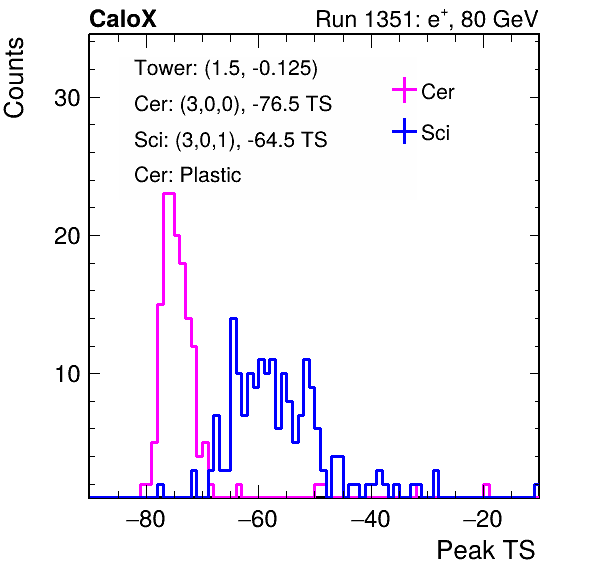 CaloX Run 1351: e⁺, 80 GeV
Counts
Tower: (1.5, -0.125)
Cer: (3,0,0), -76.5 TS
Sci: (3,0,1), -64.5 TS
Cer: Plastic
Cer
Sci
30
20
10
−80 −60 −40 −20
Peak TS